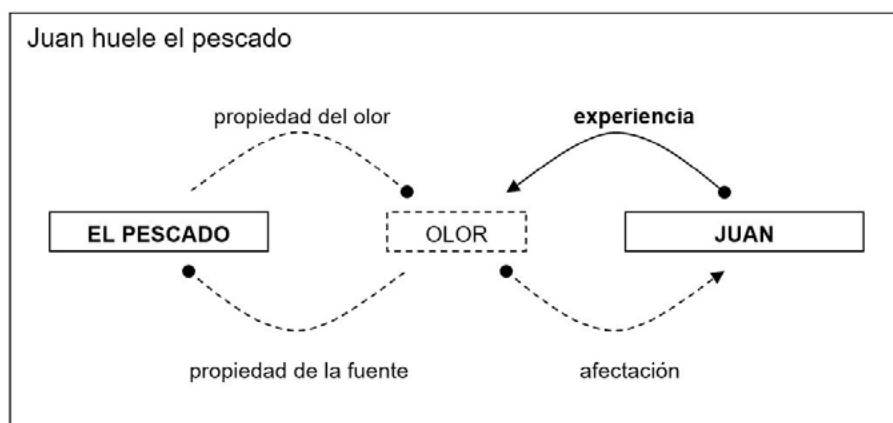 Juan huele el pescado
propiedad del olor
experiencia
EL PESCADO
OLOR
JUAN
propiedad de la fuente
afectación